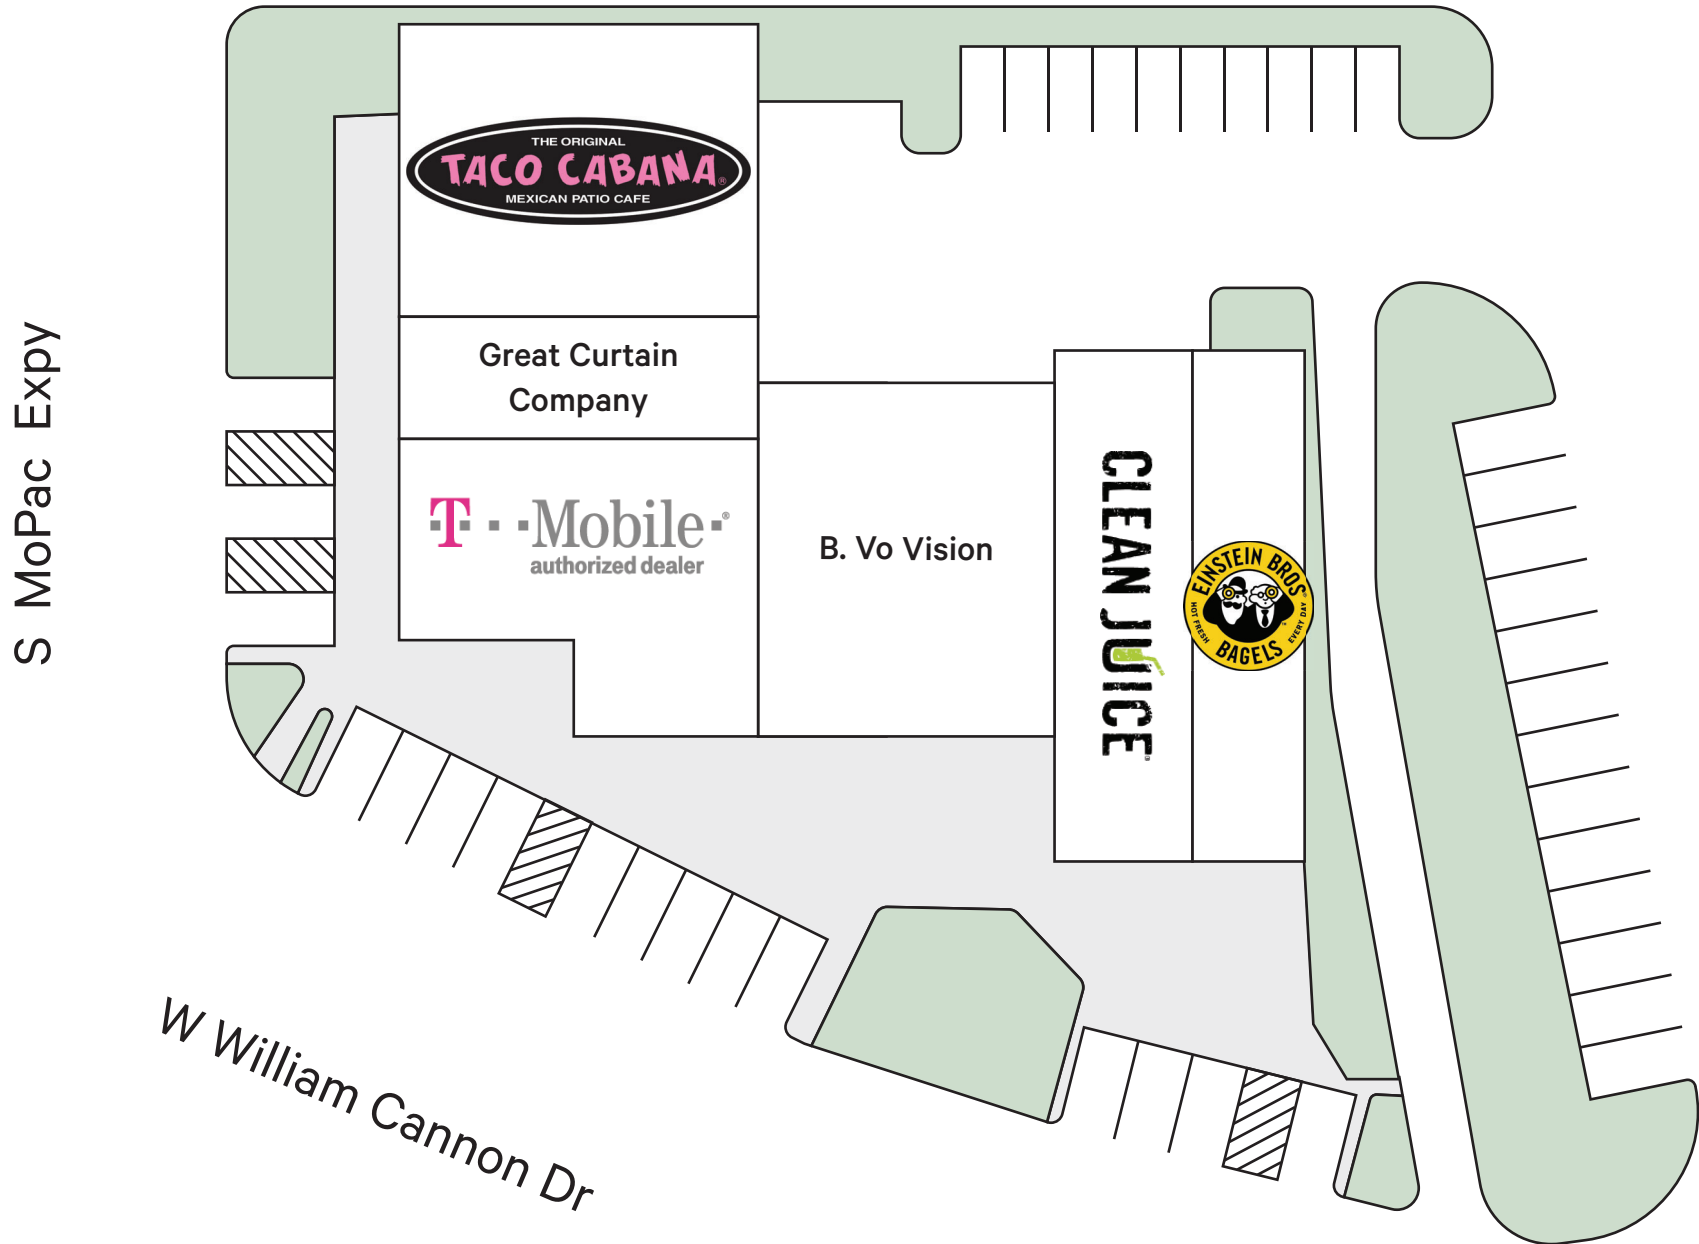 THE ORIGINAL
TACO CABANA®
MEXICAN PATIO CAFE
Great Curtain
Company
T··Mobile·®
authorized dealer
B. Vo Vision
CLEAN JUICE
EINSTEIN BROS®
HOT FRESH
EVERY DAY
BAGELS
S MoPac Expy
W William Cannon Dr